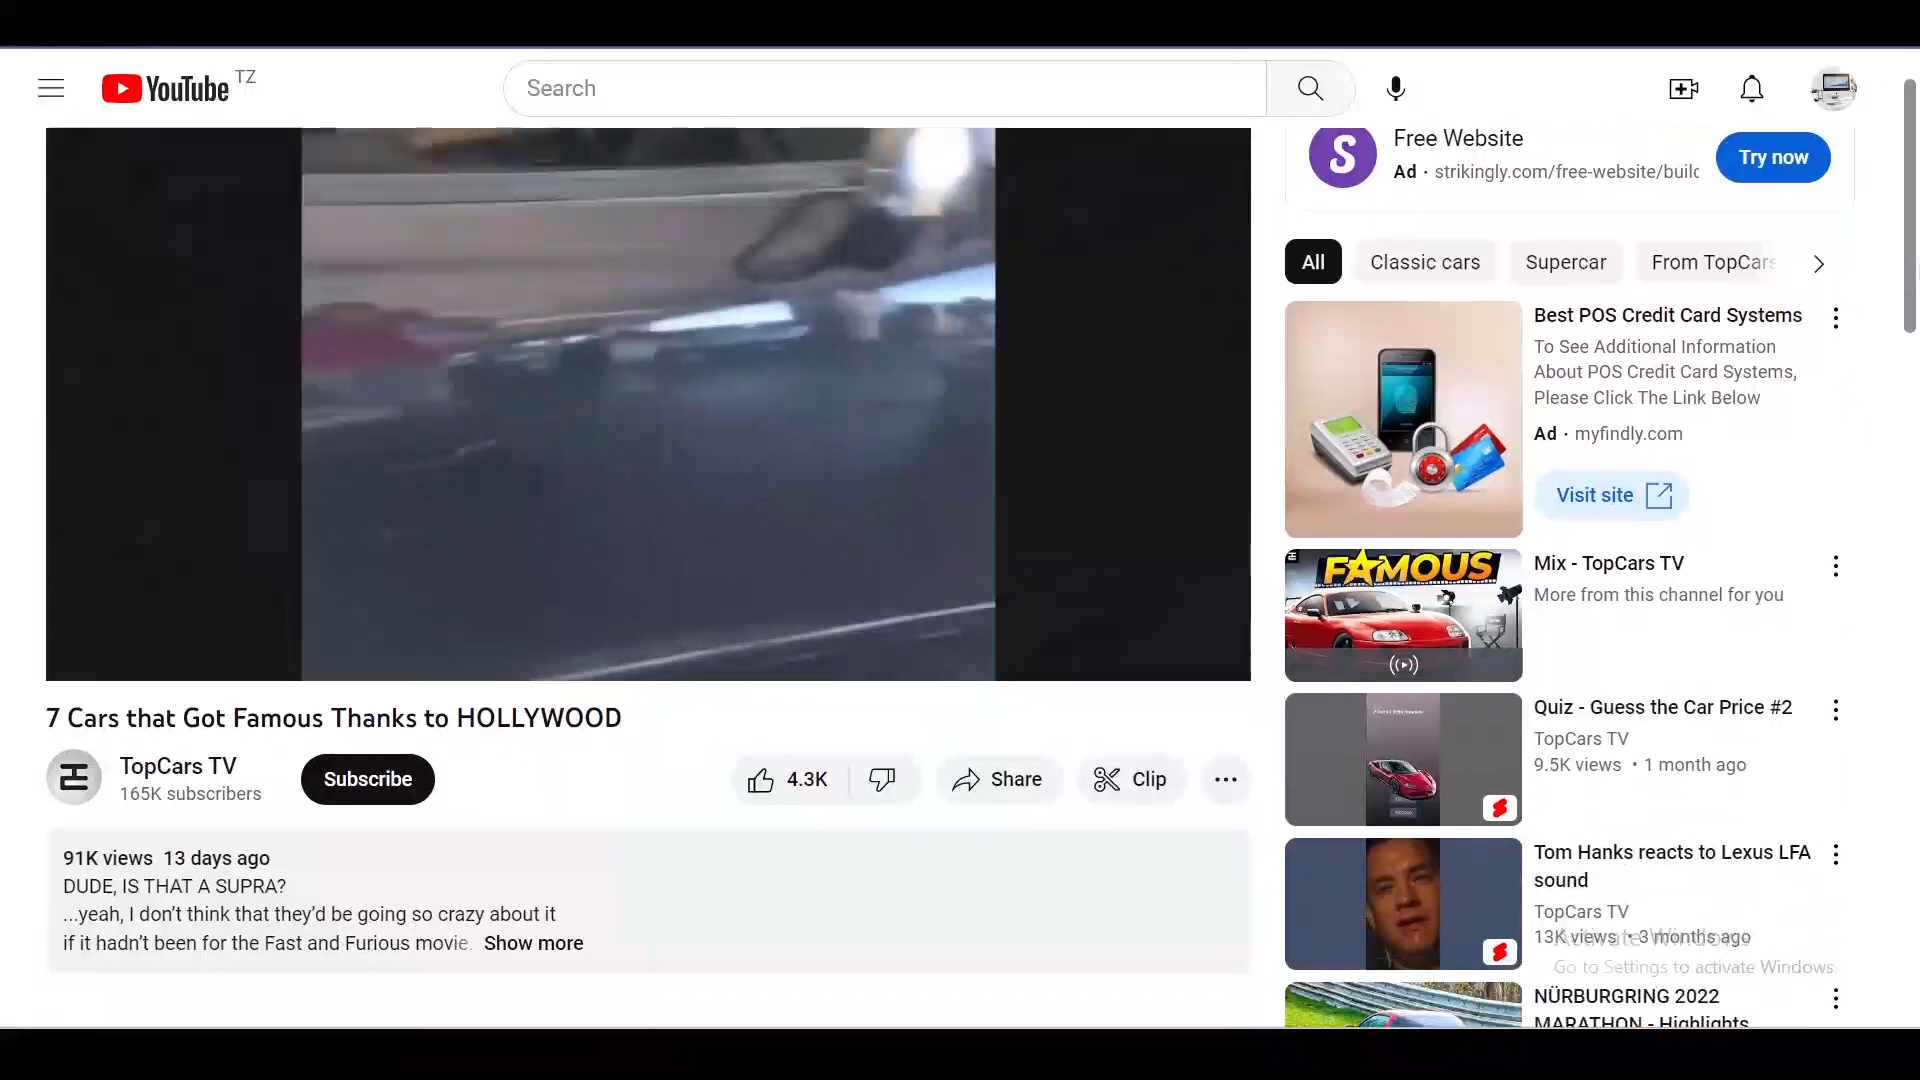 YouTube TZ
Search
Free Website
Ad · strikingly.com/free-website/builc
Try now
All
Classic cars
Supercar
From TopCars
Best POS Credit Card Systems
To See Additional Information
About POS Credit Card Systems,
Please Click The Link Below
Ad · myfindly.com
Visit site
FAMOUS
Mix - TopCars TV
More from this channel for you
Quiz - Guess the Car Price #2
TopCars TV
9.5K views • 1 month ago
Tom Hanks reacts to Lexus LFA
sound
TopCars TV
13K views • 3 months ago
Activate Windows
Go to Settings to activate Windows.
NÜRBURGRING 2022
MARATHON - Highlights
7 Cars that Got Famous Thanks to HOLLYWOOD
TopCars TV
165K subscribers
Subscribe
4.3K
Share
Clip
91K views 13 days ago
DUDE, IS THAT A SUPRA?
...yeah, I don't think that they'd be going so crazy about it
if it hadn't been for the Fast and Furious movie. Show more